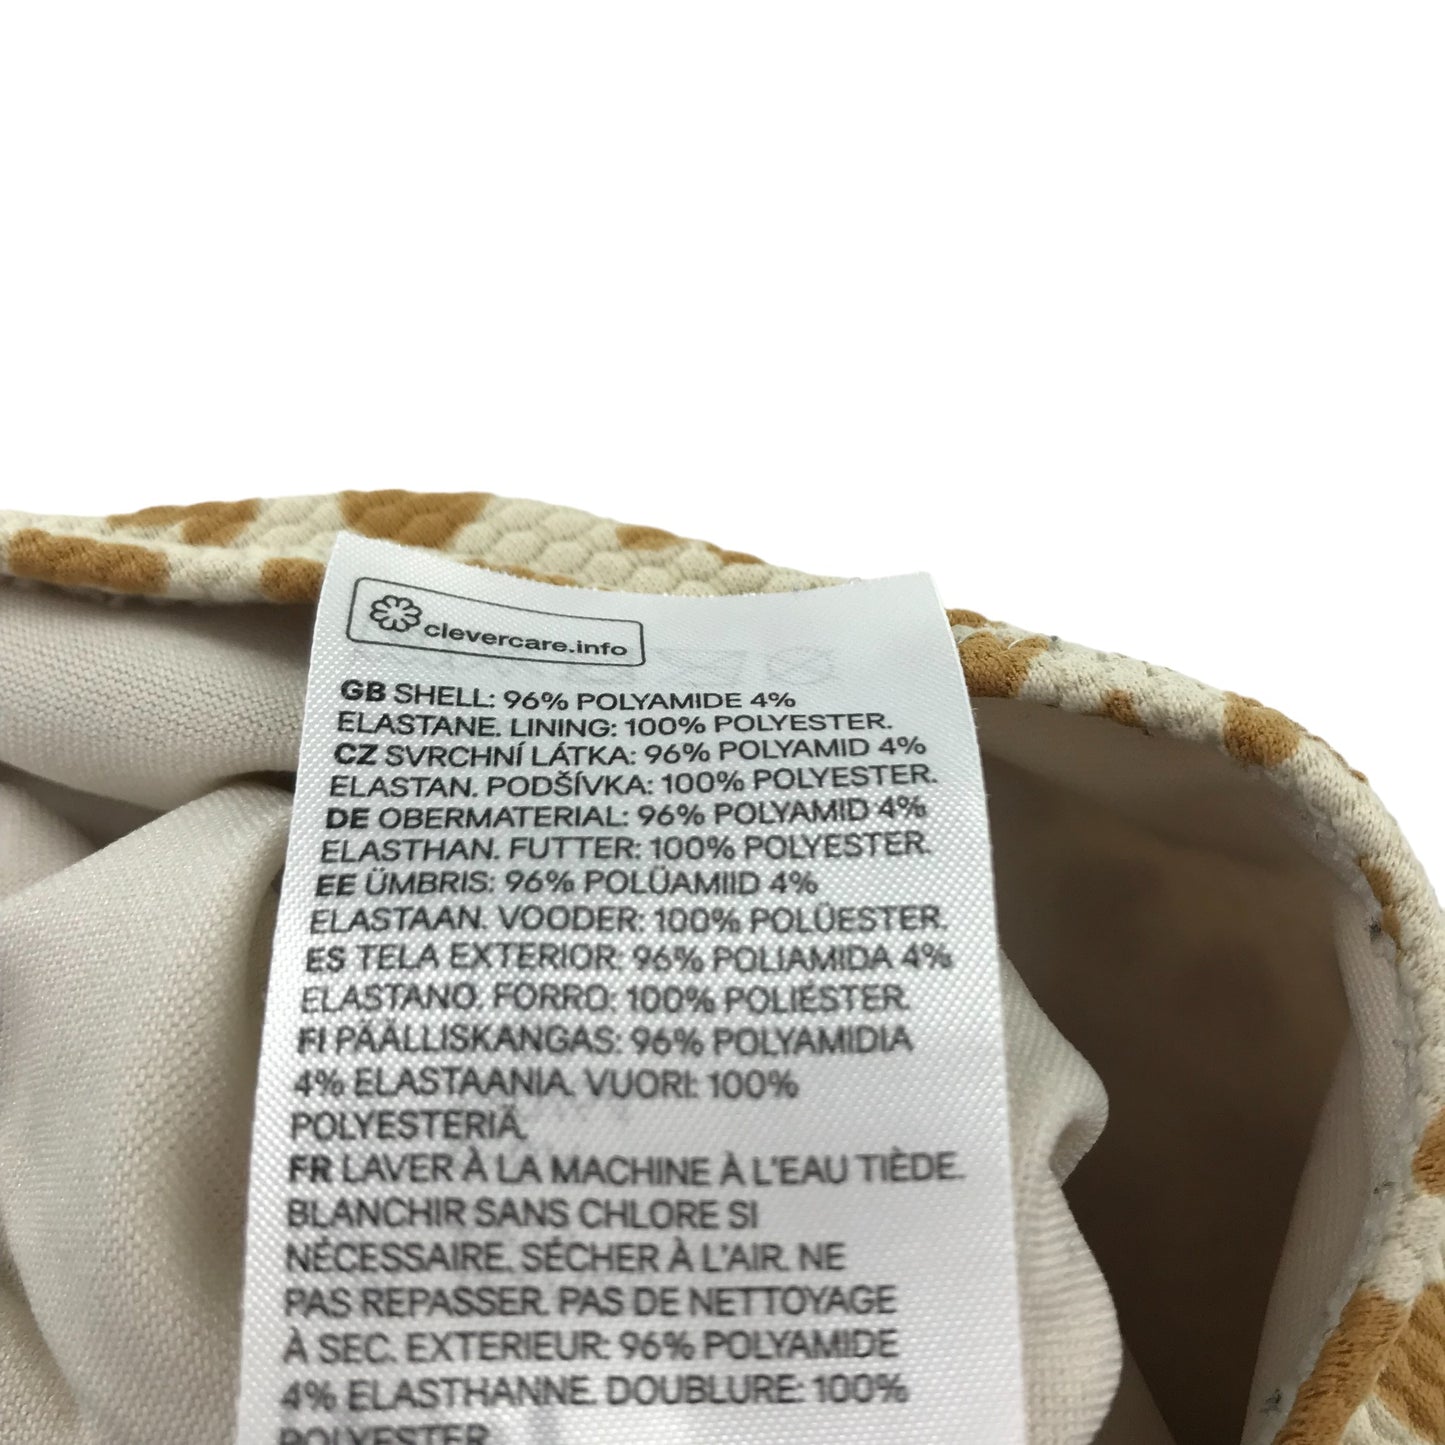 clevercare.info
GB SHELL: 96% POLYAMIDE 4%
ELASTANE. LINING: 100% POLYESTER.
CZ SVRCHNÍ LÁTKA: 96% POLYAMID 4%
ELASTAN. PODŠÍVKA: 100% POLYESTER.
DE OBERMATERIAL: 96% POLYAMID 4%
ELASTHAN. FUTTER: 100% POLYESTER.
EE ÜMBRIS: 96% POLÜAMIID 4%
ELASTAAN. VOODER: 100% POLÜESTER.
ES TELA EXTERIOR: 96% POLIAMIDA 4%
ELASTANO. FORRO: 100% POLIÉSTER.
FI PÄÄLLISKANGAS: 96% POLYAMIDIA
4% ELASTAANIA. VUORI: 100%
POLYESTERIÄ.
FR LAVER À LA MACHINE À L'EAU TIÈDE.
BLANCHIR SANS CHLORE SI
NÉCESSAIRE. SÉCHER À L'AIR. NE
PAS REPASSER. PAS DE NETTOYAGE
À SEC. EXTERIEUR: 96% POLYAMIDE
4% ELASTHANNE. DOUBLURE: 100%
POLYESTER.